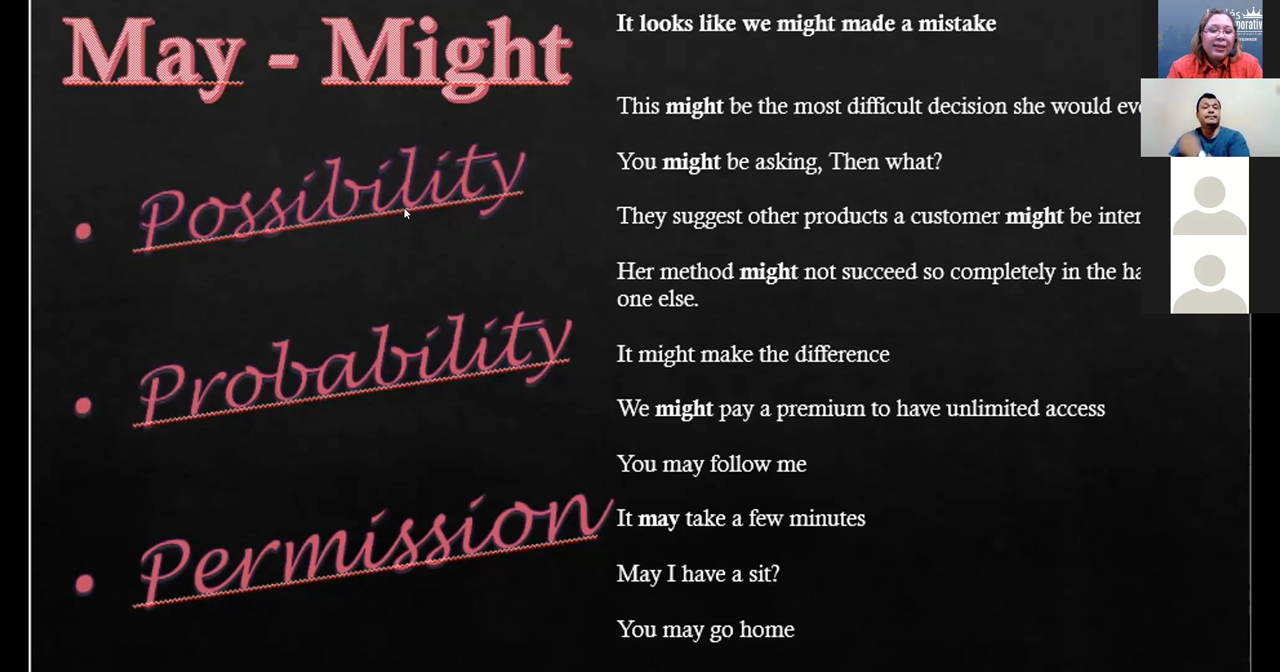 May - Might
• Possibility
• Probability
• Permission
It looks like we might made a mistake
This might be the most difficult decision she would
You might be asking, Then what?
They suggest other products a customer might be
Her method might not succeed so completely in the
one else.
It might make the difference
We might pay a premium to have unlimited access
You may follow me
It may take a few minutes
May I have a sit?
You may go home